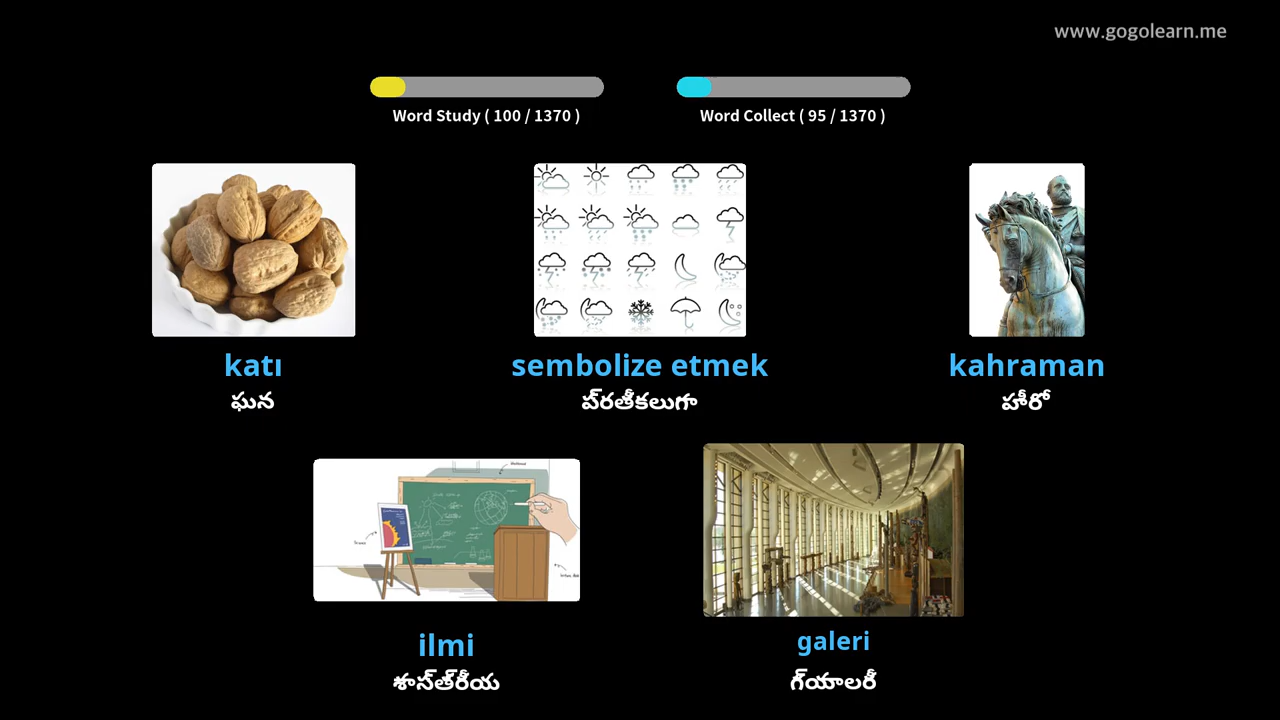 www.gogolearn.me
Word Study ( 100 / 1370 )
Word Collect ( 95 / 1370 )
katı
sembolize etmek
kahraman
ఘన
ప్రతీకలుగా
హీరో
ilmi
galeri
శాస్త్రీయ
గ్యాలరీ